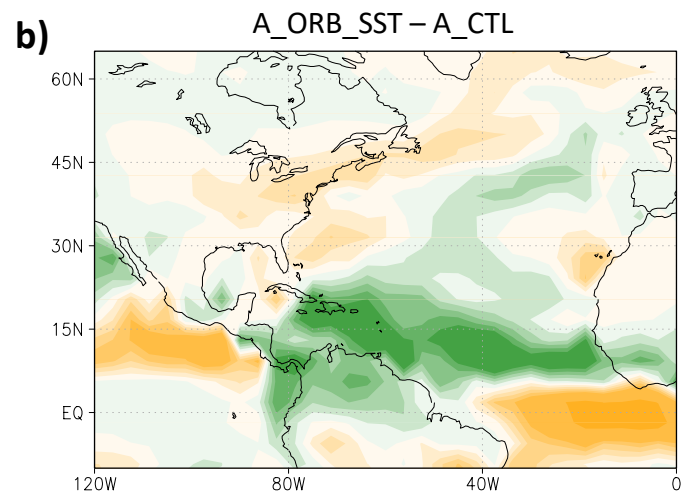 b)
A_ORB_SST – A_CTL
60N
45N
30N
15N
EQ
120W 80W 40W 0